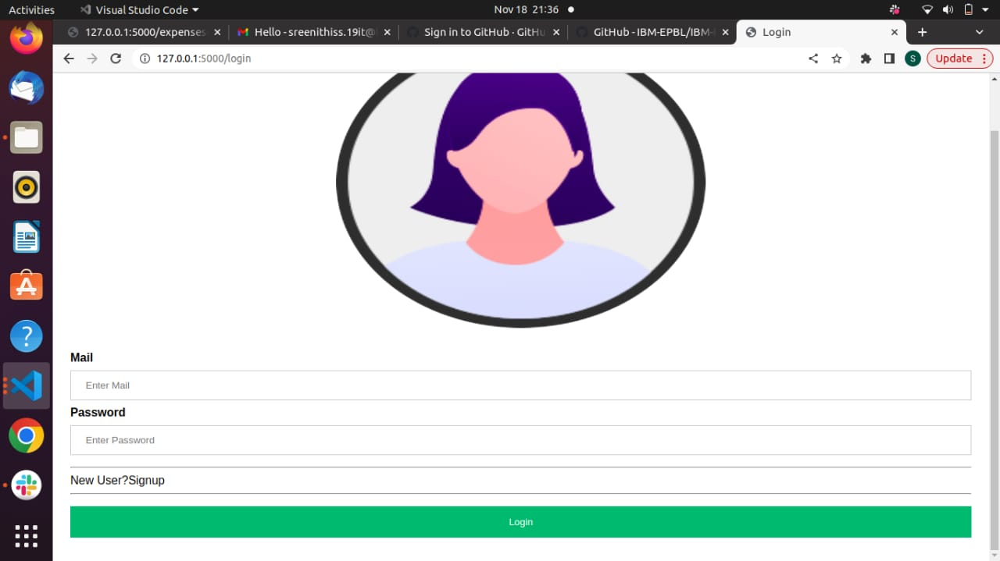 Activities Visual Studio Code Nov 18 21:36
127.0.0.1:5000/expenses Hello - sreenithiss.19it@ Sign in to GitHub · GitHu GitHub - IBM-EPBL/IBM- Login
127.0.0.1:5000/login S Update
Mail
Enter Mail
Password
Enter Password
New User?Signup
Login